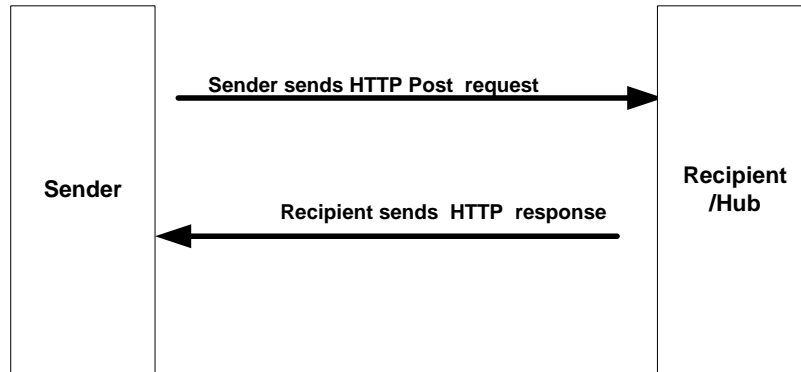 Sender sends HTTP Post request
Sender
Recipient
/Hub
Recipient sends HTTP response